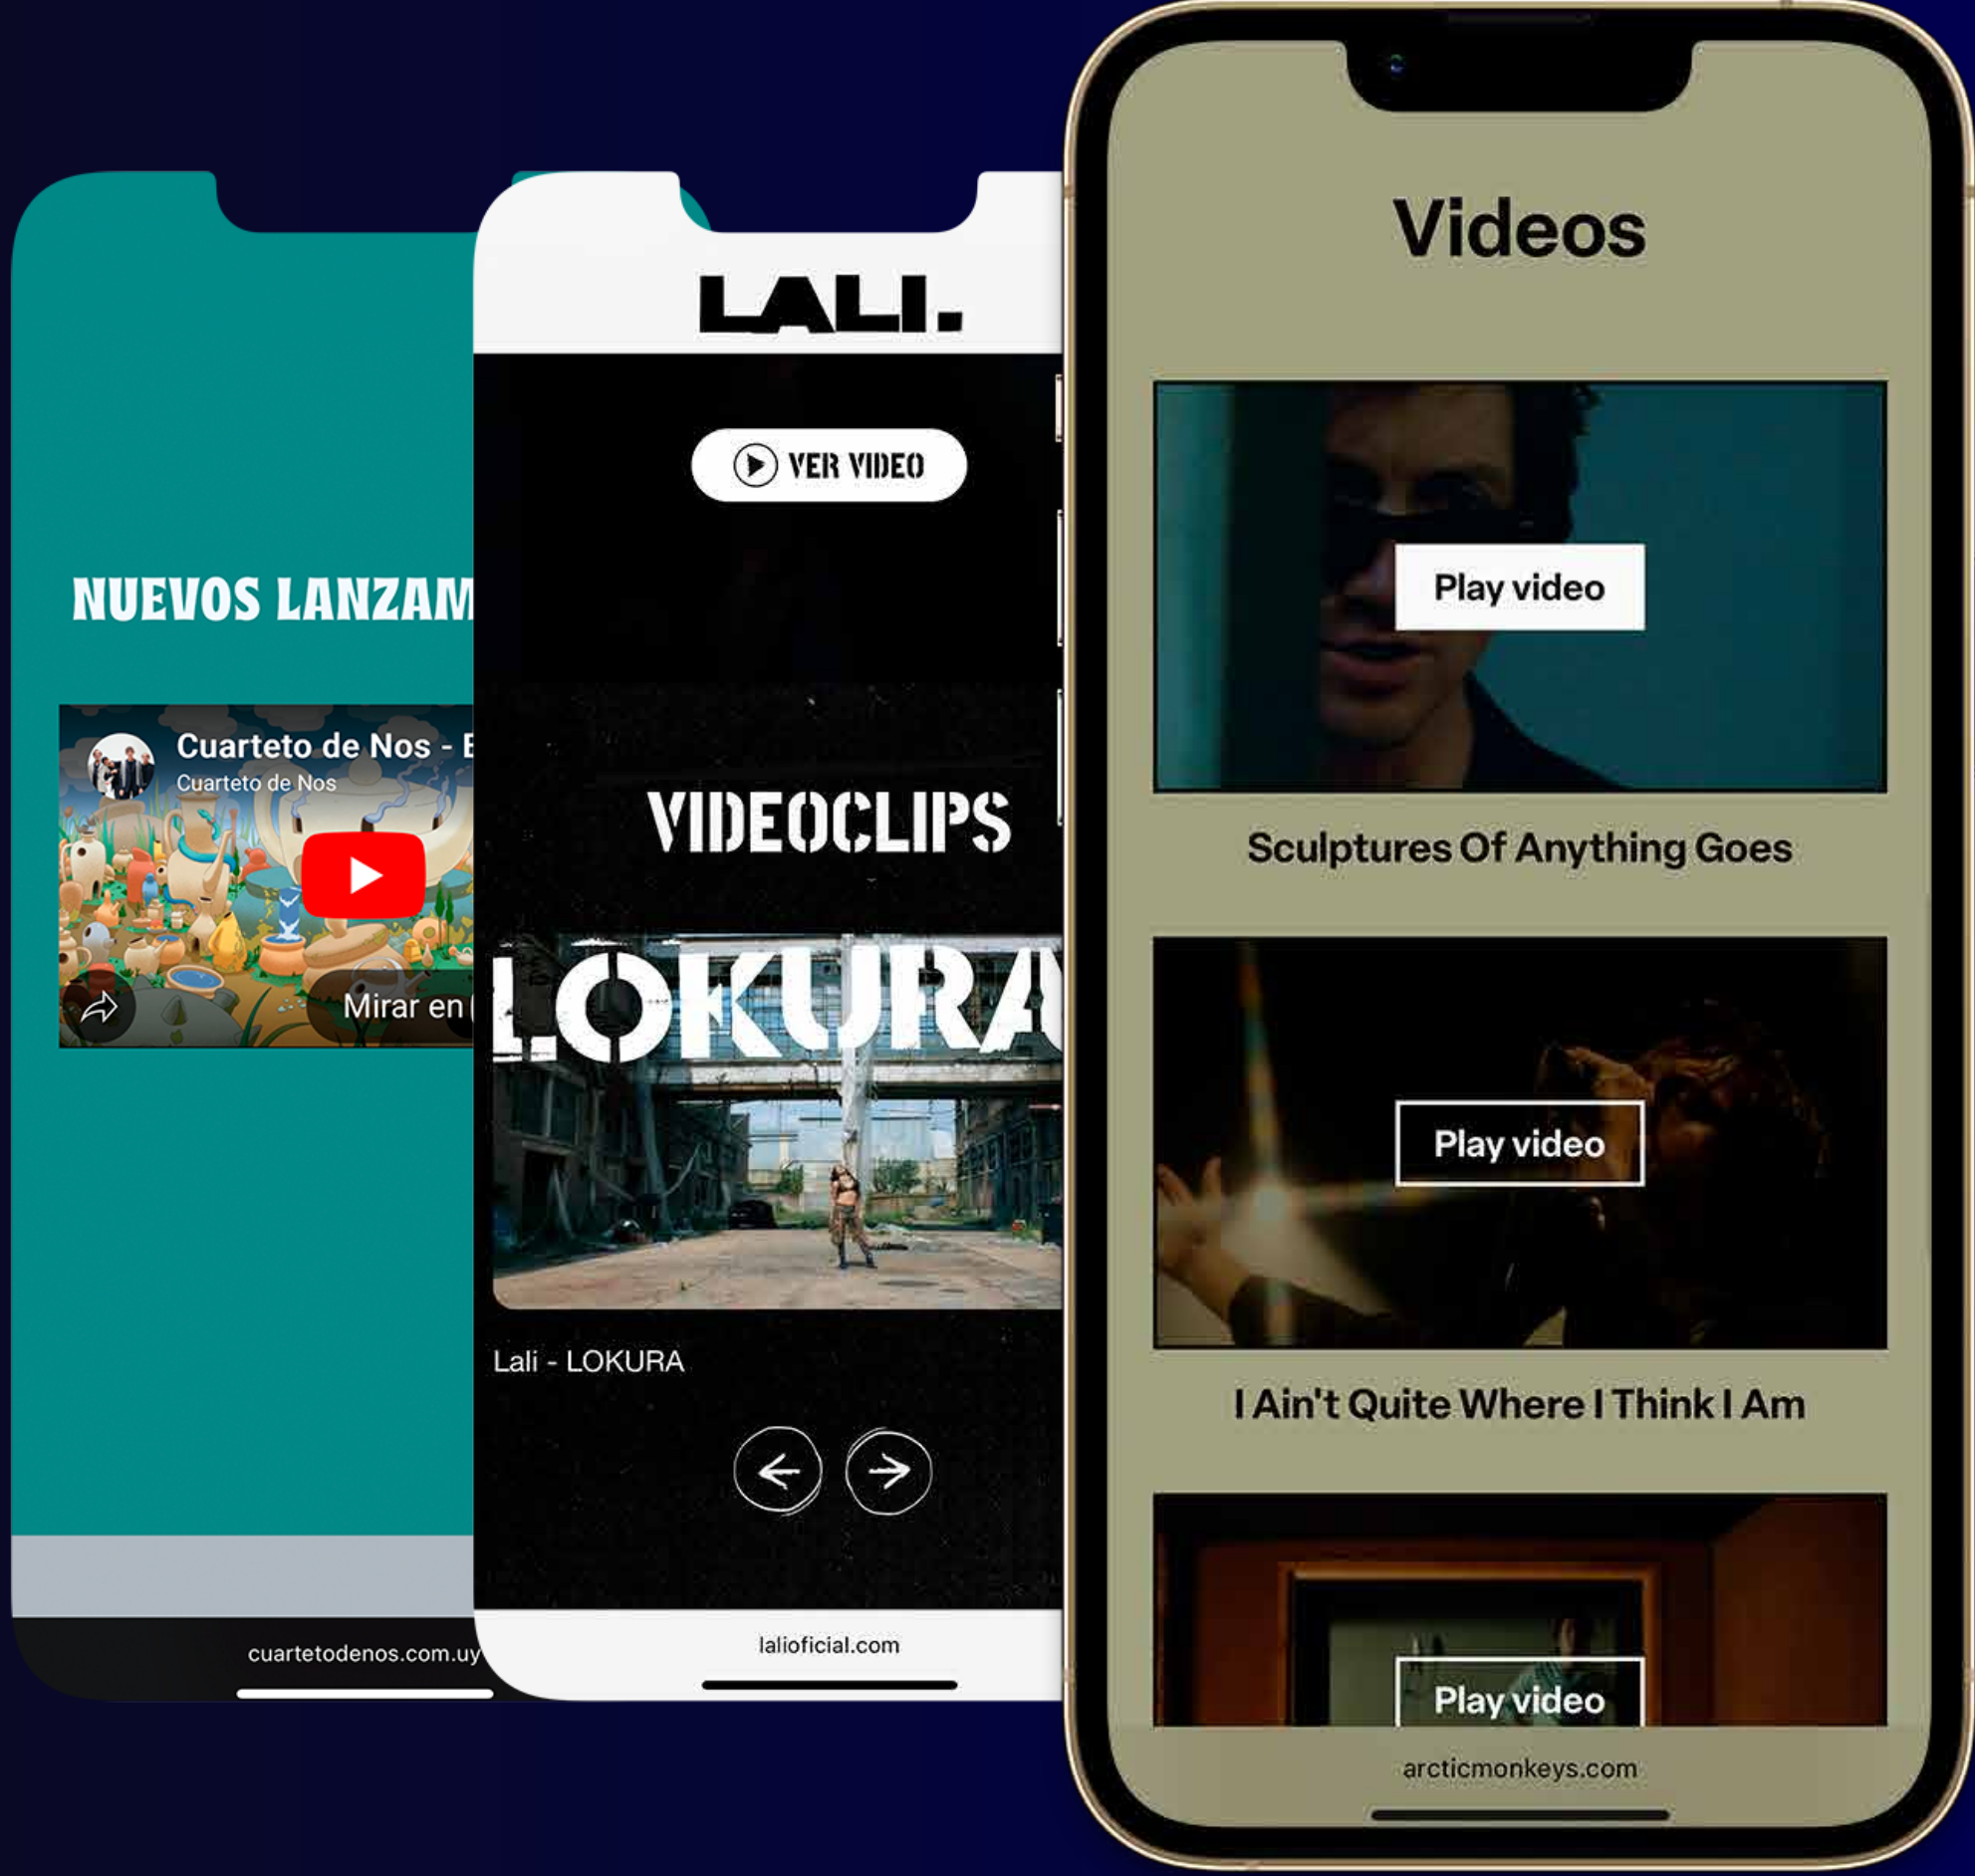 NUEVOS LANZAM
Cuarteto de Nos - E
Cuarteto de Nos
Mirar en
cuartetodenos.com.uy
LALI.
VER VIDEO
VIDEOCLIPS
LOKURA
Lali - LOKURA
lalioficial.com
Videos
Play video
Sculptures Of Anything Goes
Play video
I Ain't Quite Where I Think I Am
Play video
arcticmonkeys.com